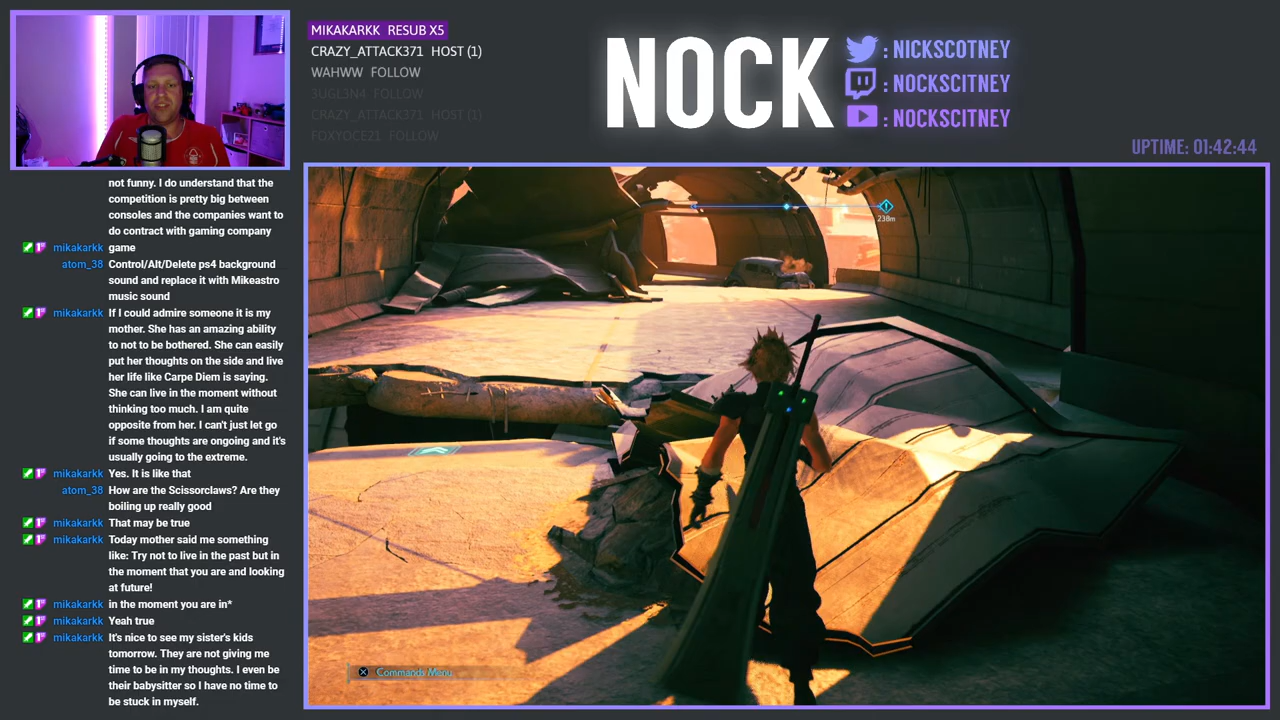 MIKAKARKK RESUB X5
CRAZY_ATTACK371 HOST (1)
WAHWW FOLLOW
3UGL3N4 FOLLOW
CRAZY_ATTACK371 HOST (1)
FOXYOCE21 FOLLOW
NOCK
: NICKSCOTNEY
: NOCKSCITNEY
: NOCKSCITNEY
UPTIME: 01:42:44
not funny. I do understand that the
competition is pretty big between
consoles and the companies want to
do contract with gaming company
mikakarkk game
atom_38 Control/Alt/Delete ps4 background
sound and replace it with Mikeastro
music sound
mikakarkk If I could admire someone it is my
mother. She has an amazing ability
to not to be bothered. She can easily
put her thoughts on the side and live
her life like Carpe Diem is saying.
She can live in the moment without
thinking too much. I am quite
opposite from her. I can't just let go
if some thoughts are ongoing and it's
usually going to the extreme.
mikakarkk Yes. It is like that
atom_38 How are the Scissorclaws? Are they
boiling up really good
mikakarkk That may be true
mikakarkk Today mother said me something
like: Try not to live in the past but in
the moment that you are and looking
at future!
mikakarkk in the moment you are in*
mikakarkk Yeah true
mikakarkk It's nice to see my sister's kids
tomorrow. They are not giving me
time to be in my thoughts. I even be
their babysitter so I have no time to
be stuck in myself.
238m
Commands Menu